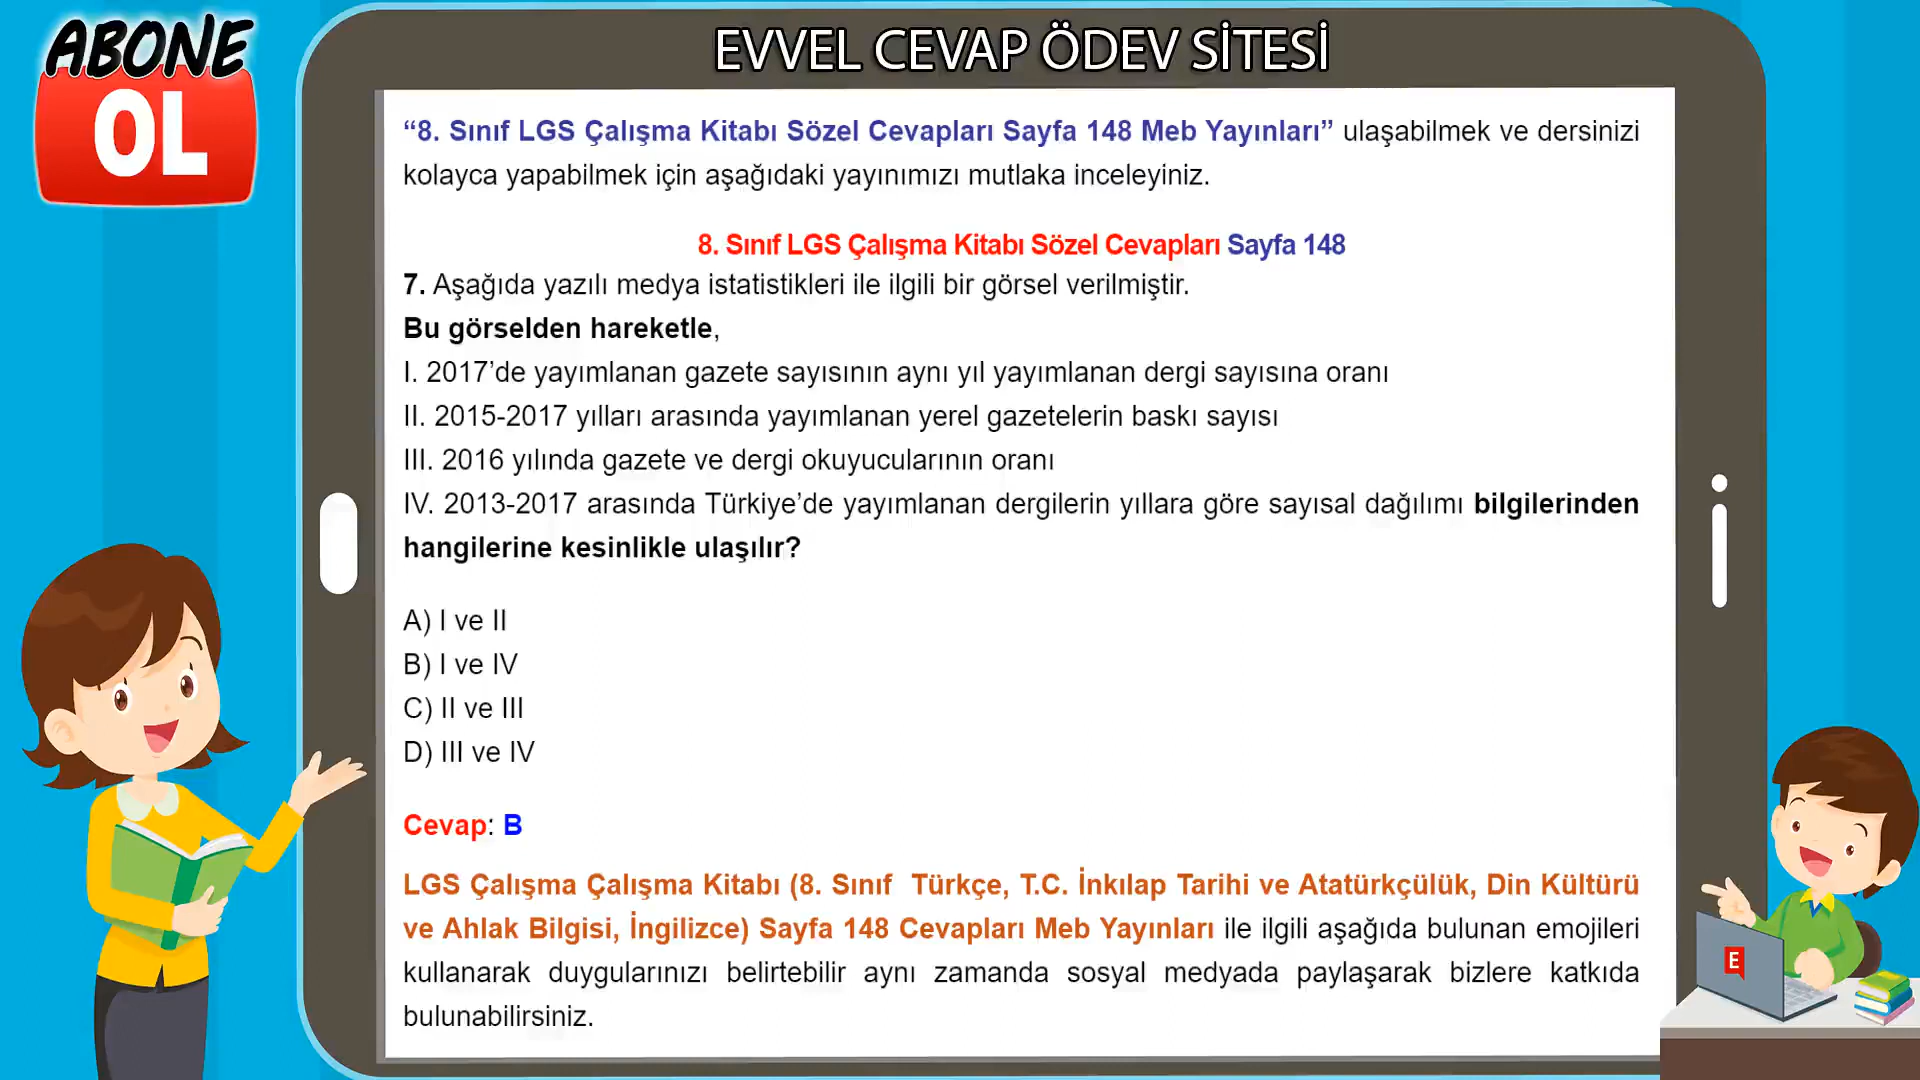 ABONE
OL
EVVEL CEVAP ÖDEV SİTESİ
“8. Sınıf LGS Çalışma Kitabı Sözel Cevapları Sayfa 148 Meb Yayınları” ulaşabilmek ve dersinizi
kolayca yapabilmek için aşağıdaki yayınımızı mutlaka inceleyiniz.
8. Sınıf LGS Çalışma Kitabı Sözel Cevapları Sayfa 148
7. Aşağıda yazılı medya istatistikleri ile ilgili bir görsel verilmiştir.
Bu görselden hareketle,
I. 2017’de yayımlanan gazete sayısının aynı yıl yayımlanan dergi sayısına oranı
II. 2015-2017 yılları arasında yayımlanan yerel gazetelerin baskı sayısı
III. 2016 yılında gazete ve dergi okuyucularının oranı
IV. 2013-2017 arasında Türkiye’de yayımlanan dergilerin yıllara göre sayısal dağılımı bilgilerinden
hangilerine kesinlikle ulaşılır?
A) I ve II
B) I ve IV
C) II ve III
D) III ve IV
Cevap: B
LGS Çalışma Çalışma Kitabı (8. Sınıf  Türkçe, T.C. İnkılap Tarihi ve Atatürkçülük, Din Kültürü
ve Ahlak Bilgisi, İngilizce) Sayfa 148 Cevapları Meb Yayınları ile ilgili aşağıda bulunan emojileri
kullanarak duygularınızı belirtebilir aynı zamanda sosyal medyada paylaşarak bizlere katkıda
bulunabilirsiniz.
E